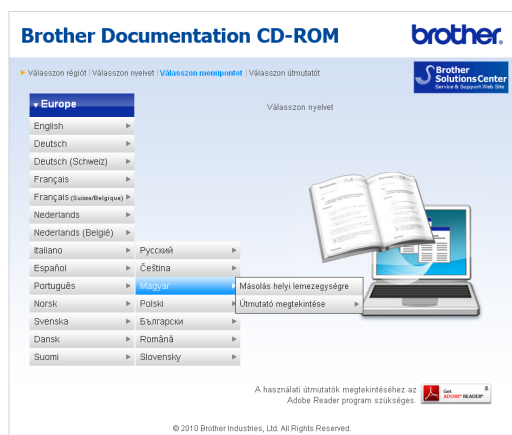 Brother Documentation CD-ROM
brother
Válasszon régiót | Válasszon nyelvet | Válasszon menüpontot | Válasszon útmutatót
Brother
Solutions Center
Service & Support Web Site
Europe
Válasszon nyelvet
English
Deutsch
Deutsch (Schweiz)
Français
Français (Suisse/Belgique)
Nederlands
Nederlands (België)
Italiano
Русский
Español
Čeština
Português
Magyar
Másolás helyi lemezegységre
Norsk
Polski
Útmutató megtekintése
Svenska
Български
Dansk
Română
Suomi
Slovensky
A használati útmutatók megtekintéséhez az
Adobe Reader program szükséges.
Get
ADOBE® READER®
© 2010 Brother Industries, Ltd. All Rights Reserved.